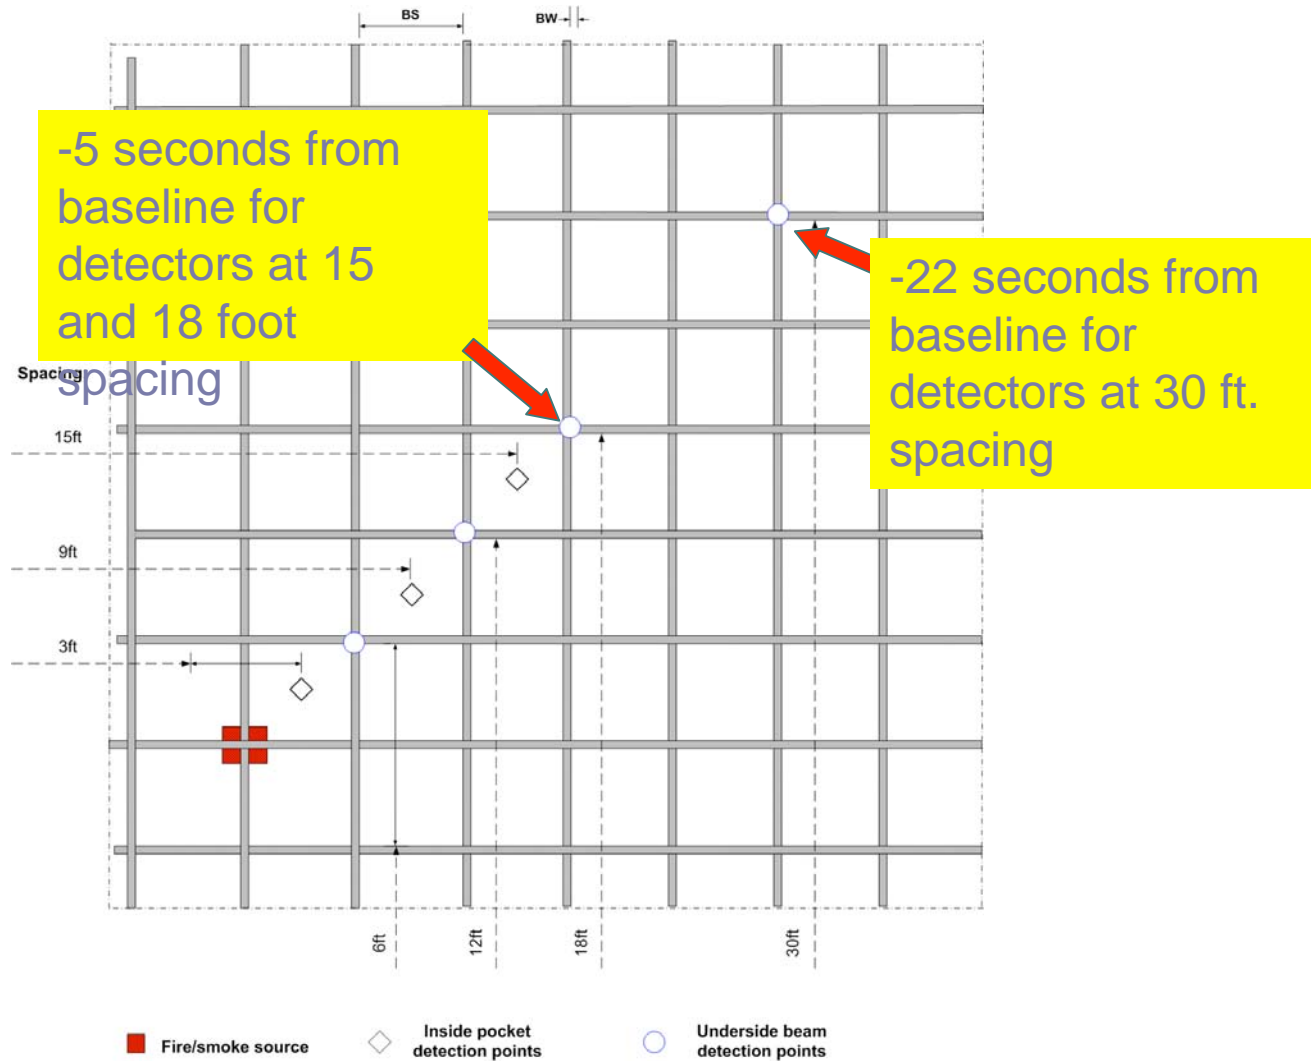 BS
BW
-5 seconds from
baseline for
detectors at 15
and 18 foot
spacing
-22 seconds from
baseline for
detectors at 30 ft.
spacing
Spacing
15ft
9ft
3ft
6ft
12ft
18ft
30ft
Fire/smoke source
Inside pocket
detection points
Underside beam
detection points